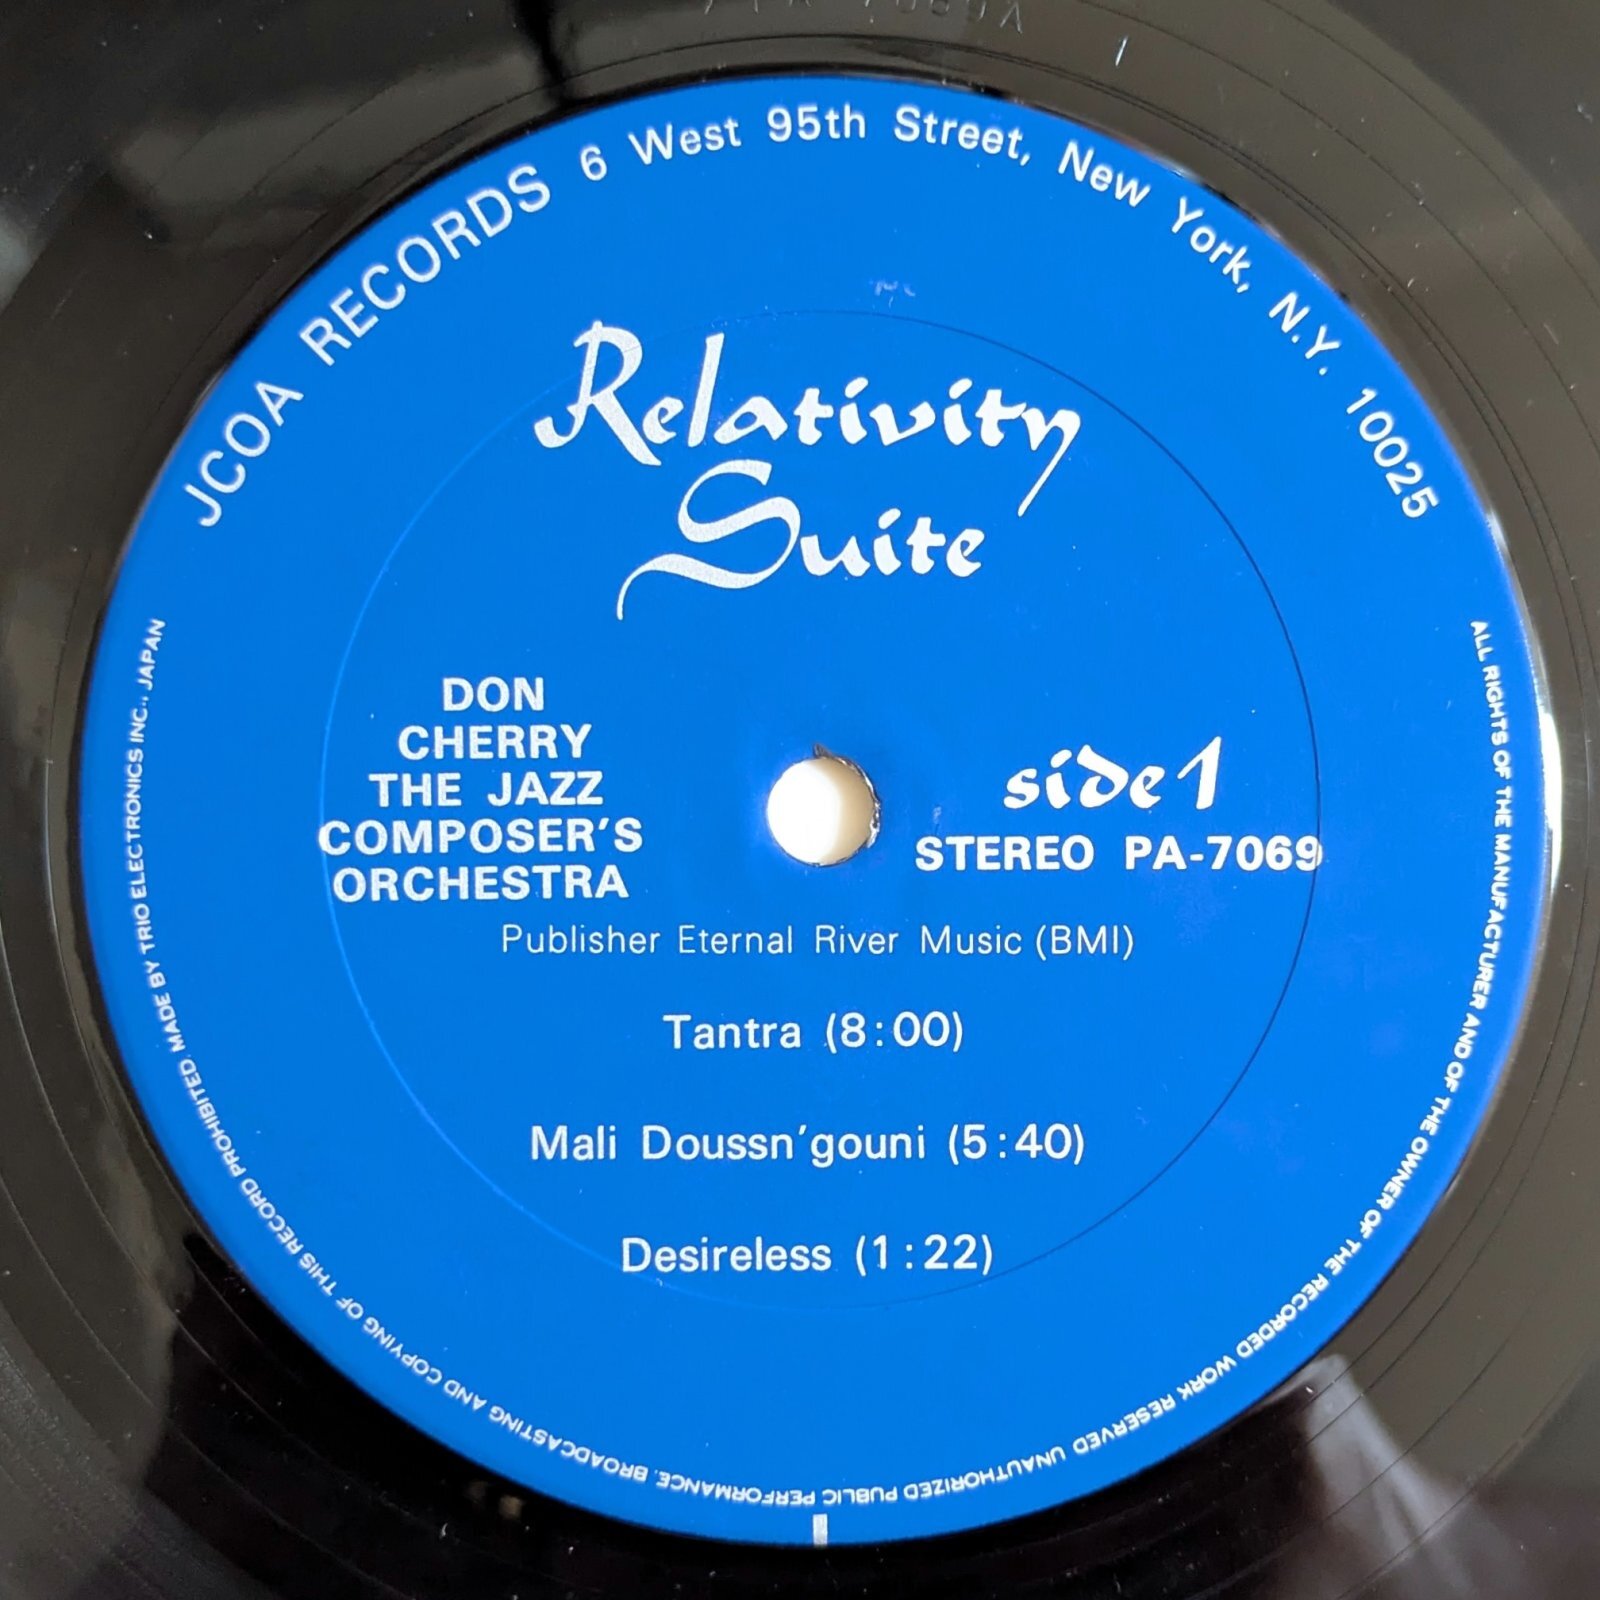 JCOA RECORDS 6 West 95th Street, New York, N.Y. 10025
Relativity
Suite
DON
CHERRY
THE JAZZ
COMPOSER'S
ORCHESTRA
side 1
STEREO PA-7069
Publisher Eternal River Music (BMI)
Tantra (8:00)
Mali Doussn'gouni (5:40)
Desireless (1:22)
ALL RIGHTS OF THE MANUFACTURER AND OF THE OWNER OF THE RECORDED WORK RESERVED UNAUTHORIZED PUBLIC PERFORMANCE. BROADCASTING AND COPYING OF THIS RECORD PROHIBITED. MADE BY TRIO ELECTRONICS INC., JAPAN